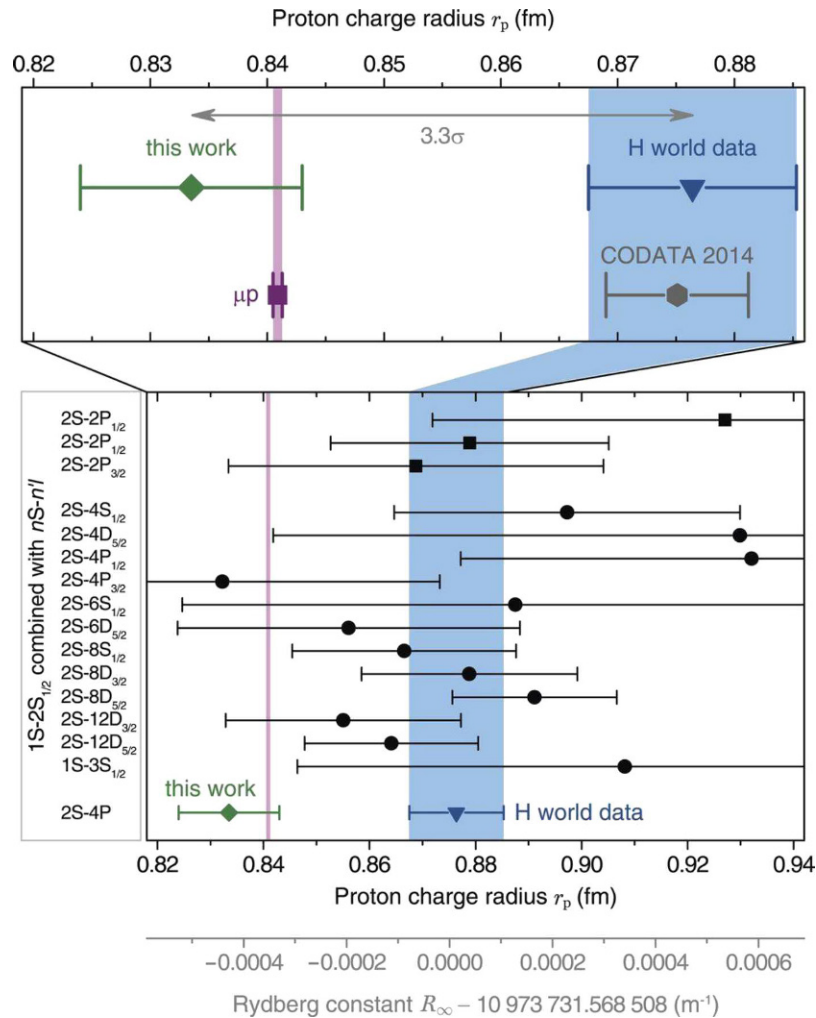 Proton charge radius rₚ (fm)
0.82 0.83 0.84 0.85 0.86 0.87 0.88
3.3σ
this work
H world data
CODATA 2014
μp
1S-2S₁/₂ combined with nS-n'l
2S-2P₁/₂
2S-2P₁/₂
2S-2P₃/₂
2S-4S₁/₂
2S-4D₅/₂
2S-4P₁/₂
2S-4P₃/₂
2S-6S₁/₂
2S-6D₅/₂
2S-8S₁/₂
2S-8D₃/₂
2S-8D₅/₂
2S-12D₃/₂
2S-12D₅/₂
1S-3S₁/₂
this work
2S-4P
H world data
0.82 0.84 0.86 0.88 0.90 0.92 0.94
Proton charge radius rₚ (fm)
−0.0004 −0.0002 0.0000 0.0002 0.0004 0.0006
Rydberg constant R∞ − 10 973 731.568 508 (m⁻¹)